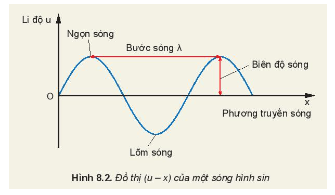 Li độ u
Ngọn sóng
Bước sóng λ
Biên độ sóng
O
x
Phương truyền sóng
Lõm sóng
Hình 8.2. Đồ thị (u – x) của một sóng hình sin